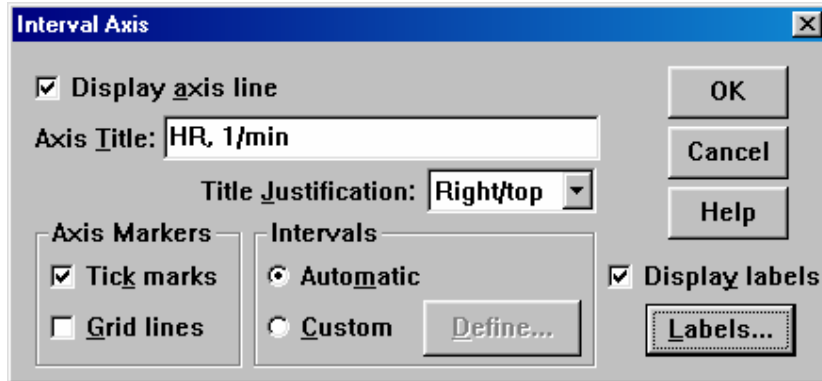 Interval Axis
Display axis line
OK
Axis Title: HR, 1/min
Cancel
Title Justification: Right/top
Help
Axis Markers
Intervals
Tick marks
Automatic
Display labels
Grid lines
Custom
Define...
Labels...